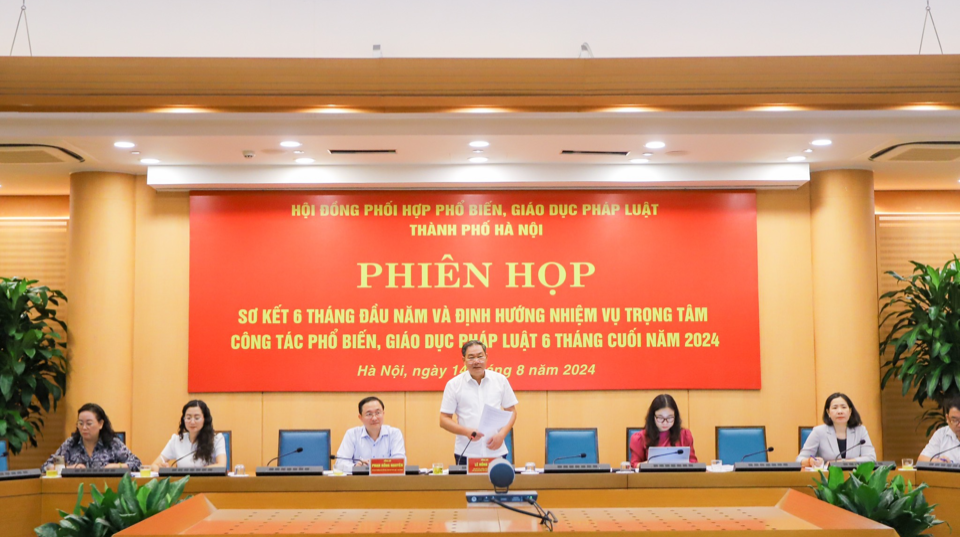 HỘI ĐỒNG PHỐI HỢP PHỔ BIẾN, GIÁO DỤC PHÁP LUẬT
THÀNH PHỐ HÀ NỘI
PHIÊN HỌP
SƠ KẾT 6 THÁNG ĐẦU NĂM VÀ ĐỊNH HƯỚNG NHIỆM VỤ TRỌNG TÂM
CÔNG TÁC PHỔ BIẾN, GIÁO DỤC PHÁP LUẬT 6 THÁNG CUỐI NĂM 2024
Hà Nội, ngày 8 năm 2024